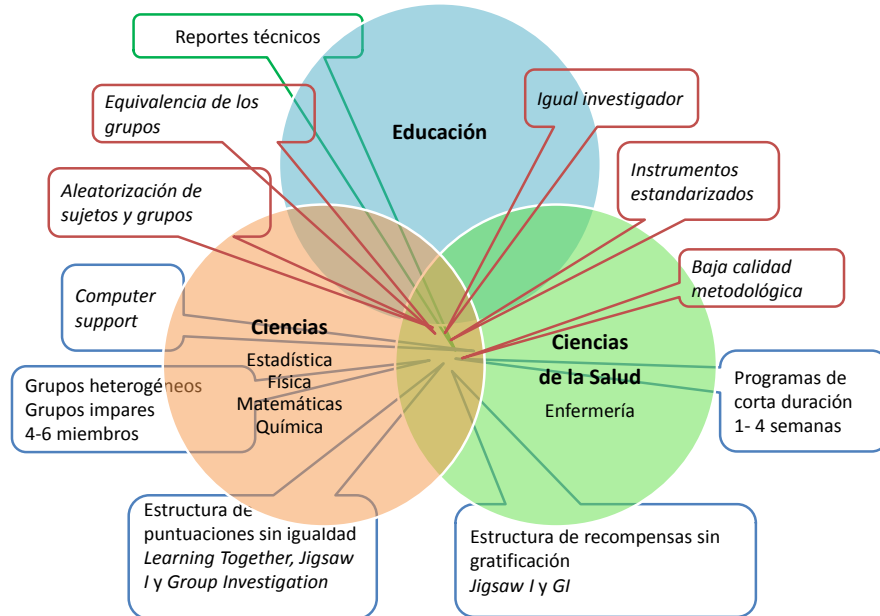 Reportes técnicos
Equivalencia de los
grupos
Igual investigador
Educación
Aleatorización de
sujetos y grupos
Instrumentos
estandarizados
Computer
support
Baja calidad
metodológica
Ciencias
Estadística
Física
Matemáticas
Química
Ciencias
de la Salud
Enfermería
Grupos heterogéneos
Grupos impares
4-6 miembros
Programas de
corta duración
1- 4 semanas
Estructura de
puntuaciones sin igualdad
Learning Together, Jigsaw
I y Group Investigation
Estructura de recompensas sin
gratificación
Jigsaw I y GI